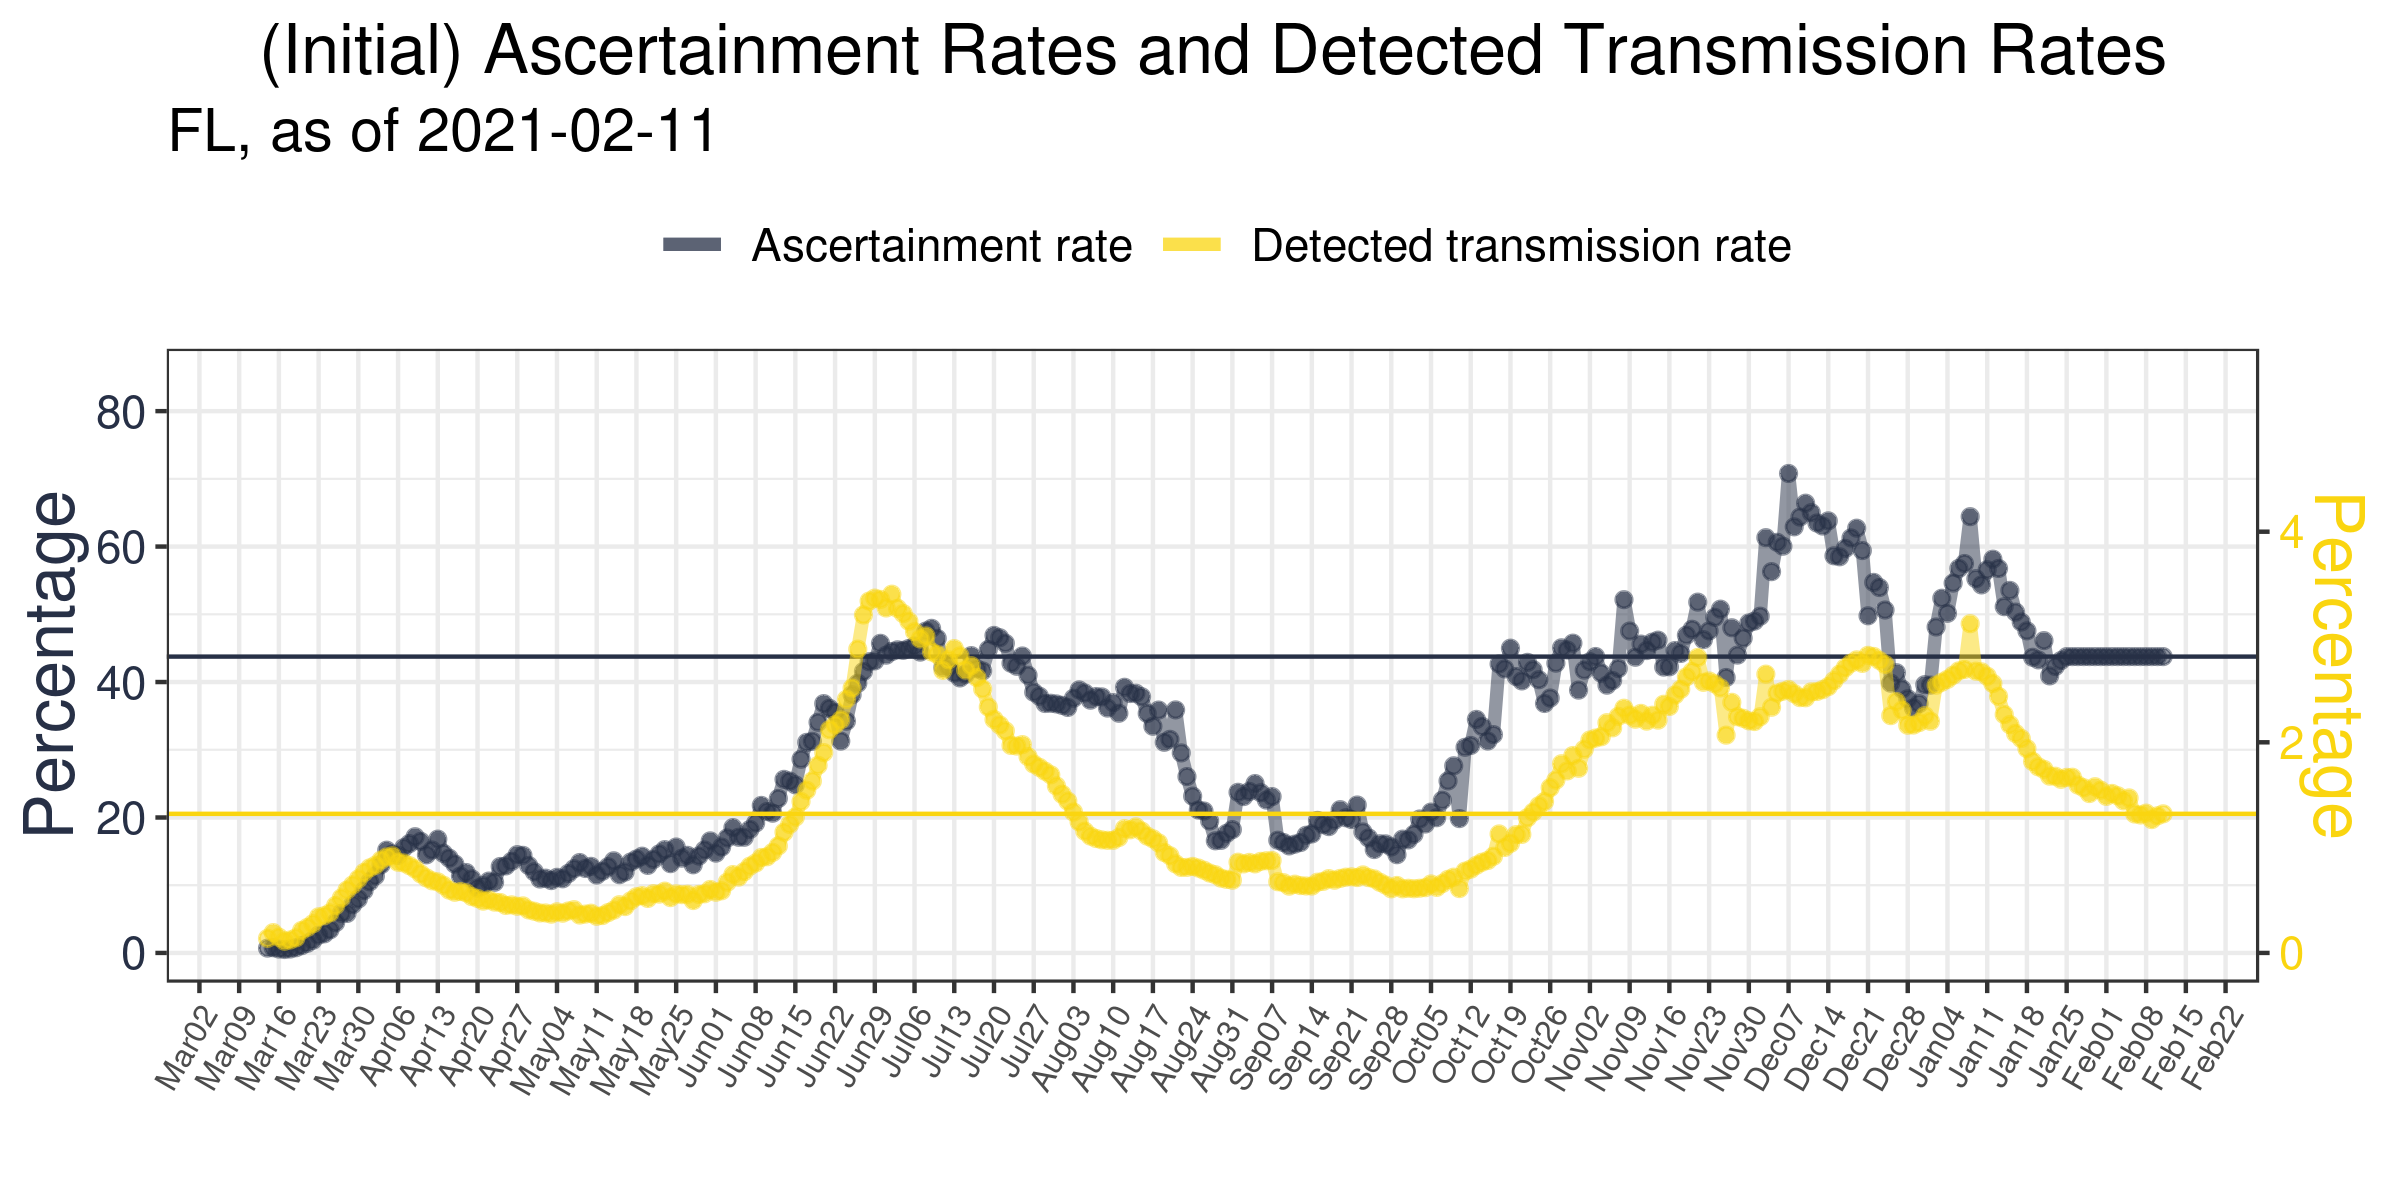 (Initial) Ascertainment Rates and Detected Transmission Rates
FL, as of 2021-02-11
Ascertainment rate
Detected transmission rate
Percentage
80
60
40
20
0
Percentage
4
2
0
Mar02
Mar09
Mar16
Mar23
Mar30
Apr06
Apr13
Apr20
Apr27
May04
May11
May18
May25
Jun01
Jun08
Jun15
Jun22
Jun29
Jul06
Jul13
Jul20
Jul27
Aug03
Aug10
Aug17
Aug24
Aug31
Sep07
Sep14
Sep21
Sep28
Oct05
Oct12
Oct19
Oct26
Nov02
Nov09
Nov16
Nov23
Nov30
Dec07
Dec14
Dec21
Dec28
Jan04
Jan11
Jan18
Jan25
Feb01
Feb08
Feb15
Feb22